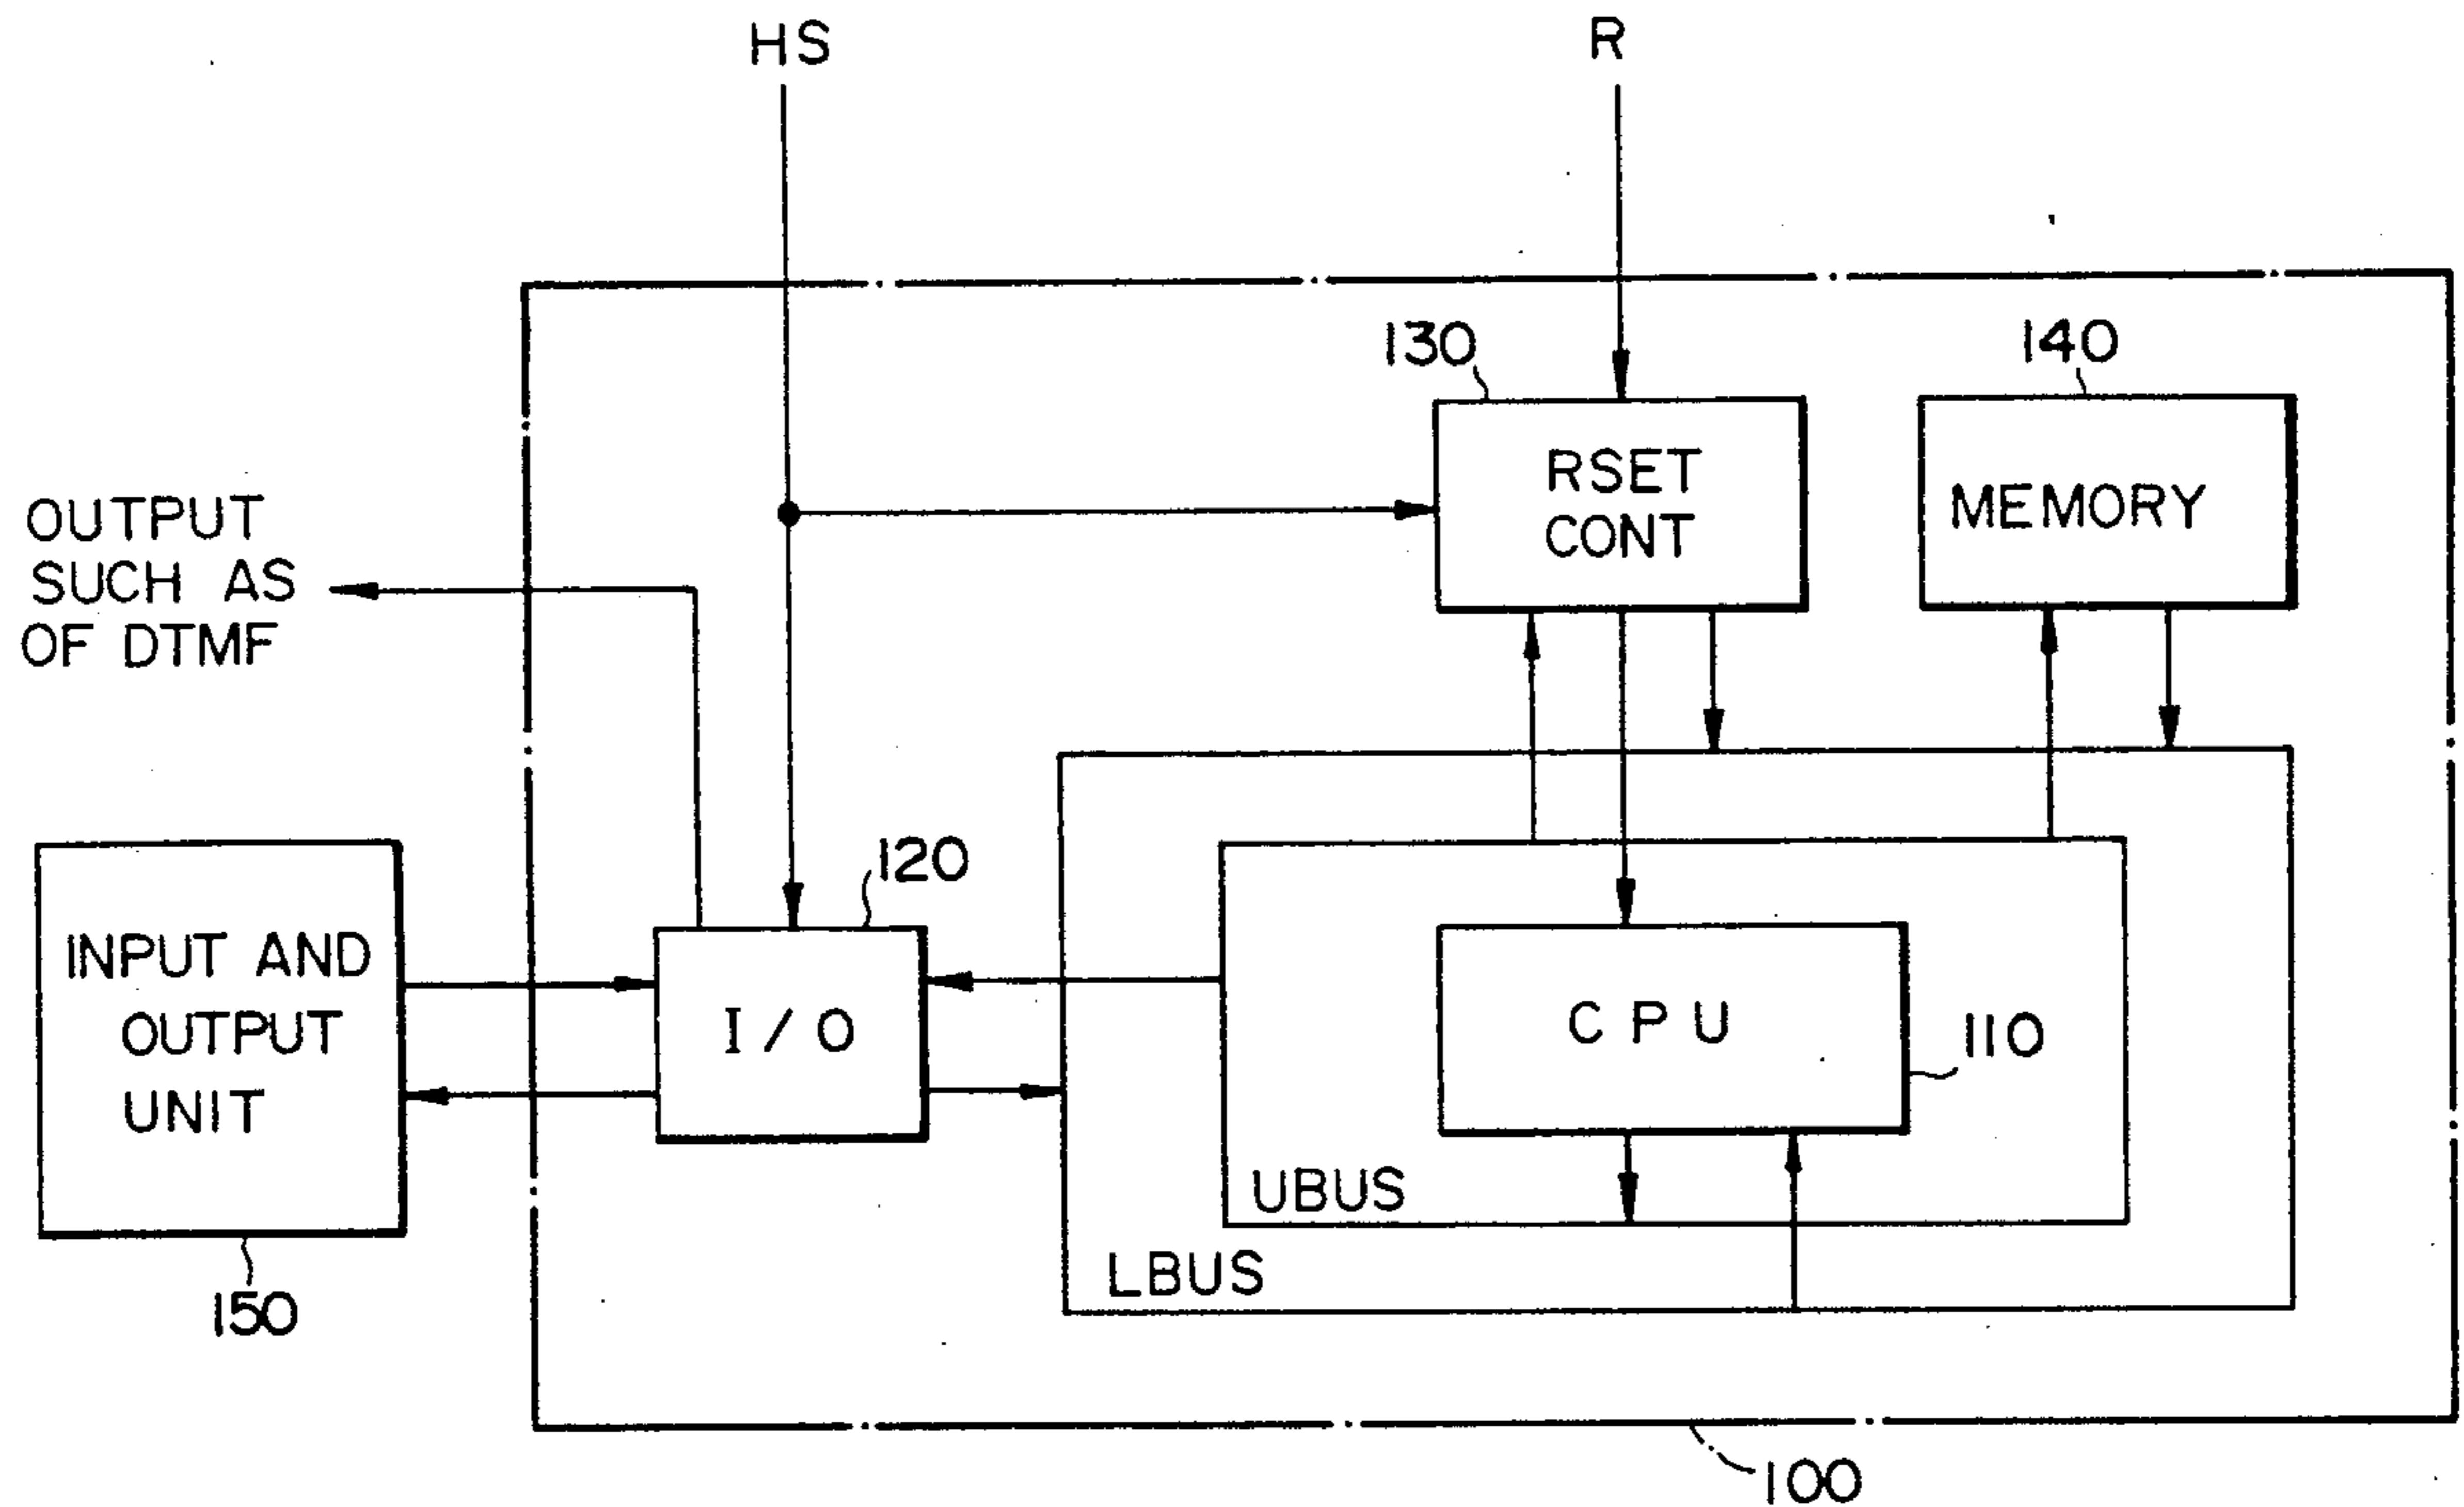 HS
R
130
140
RSET
CONT
MEMORY
OUTPUT
SUCH AS
OF DTMF
120
INPUT AND
OUTPUT
UNIT
I/O
CPU
110
UBUS
LBUS
150
100